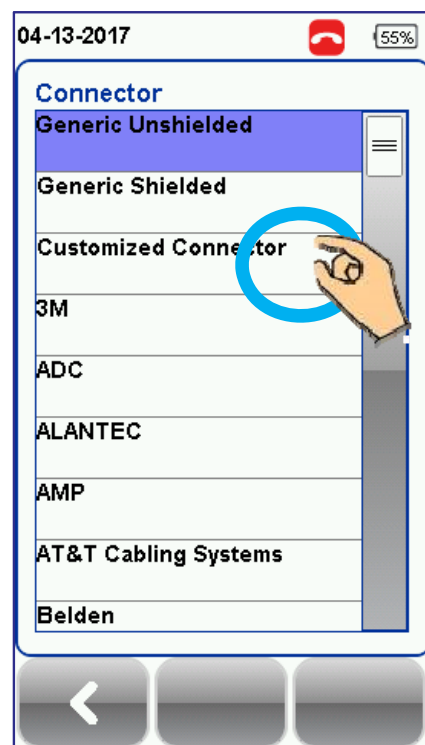 04-13-2017 55%
Connector
Generic Unshielded
Generic Shielded
Customized Connector
3M
ADC
ALANTEC
AMP
AT&T Cabling Systems
Belden